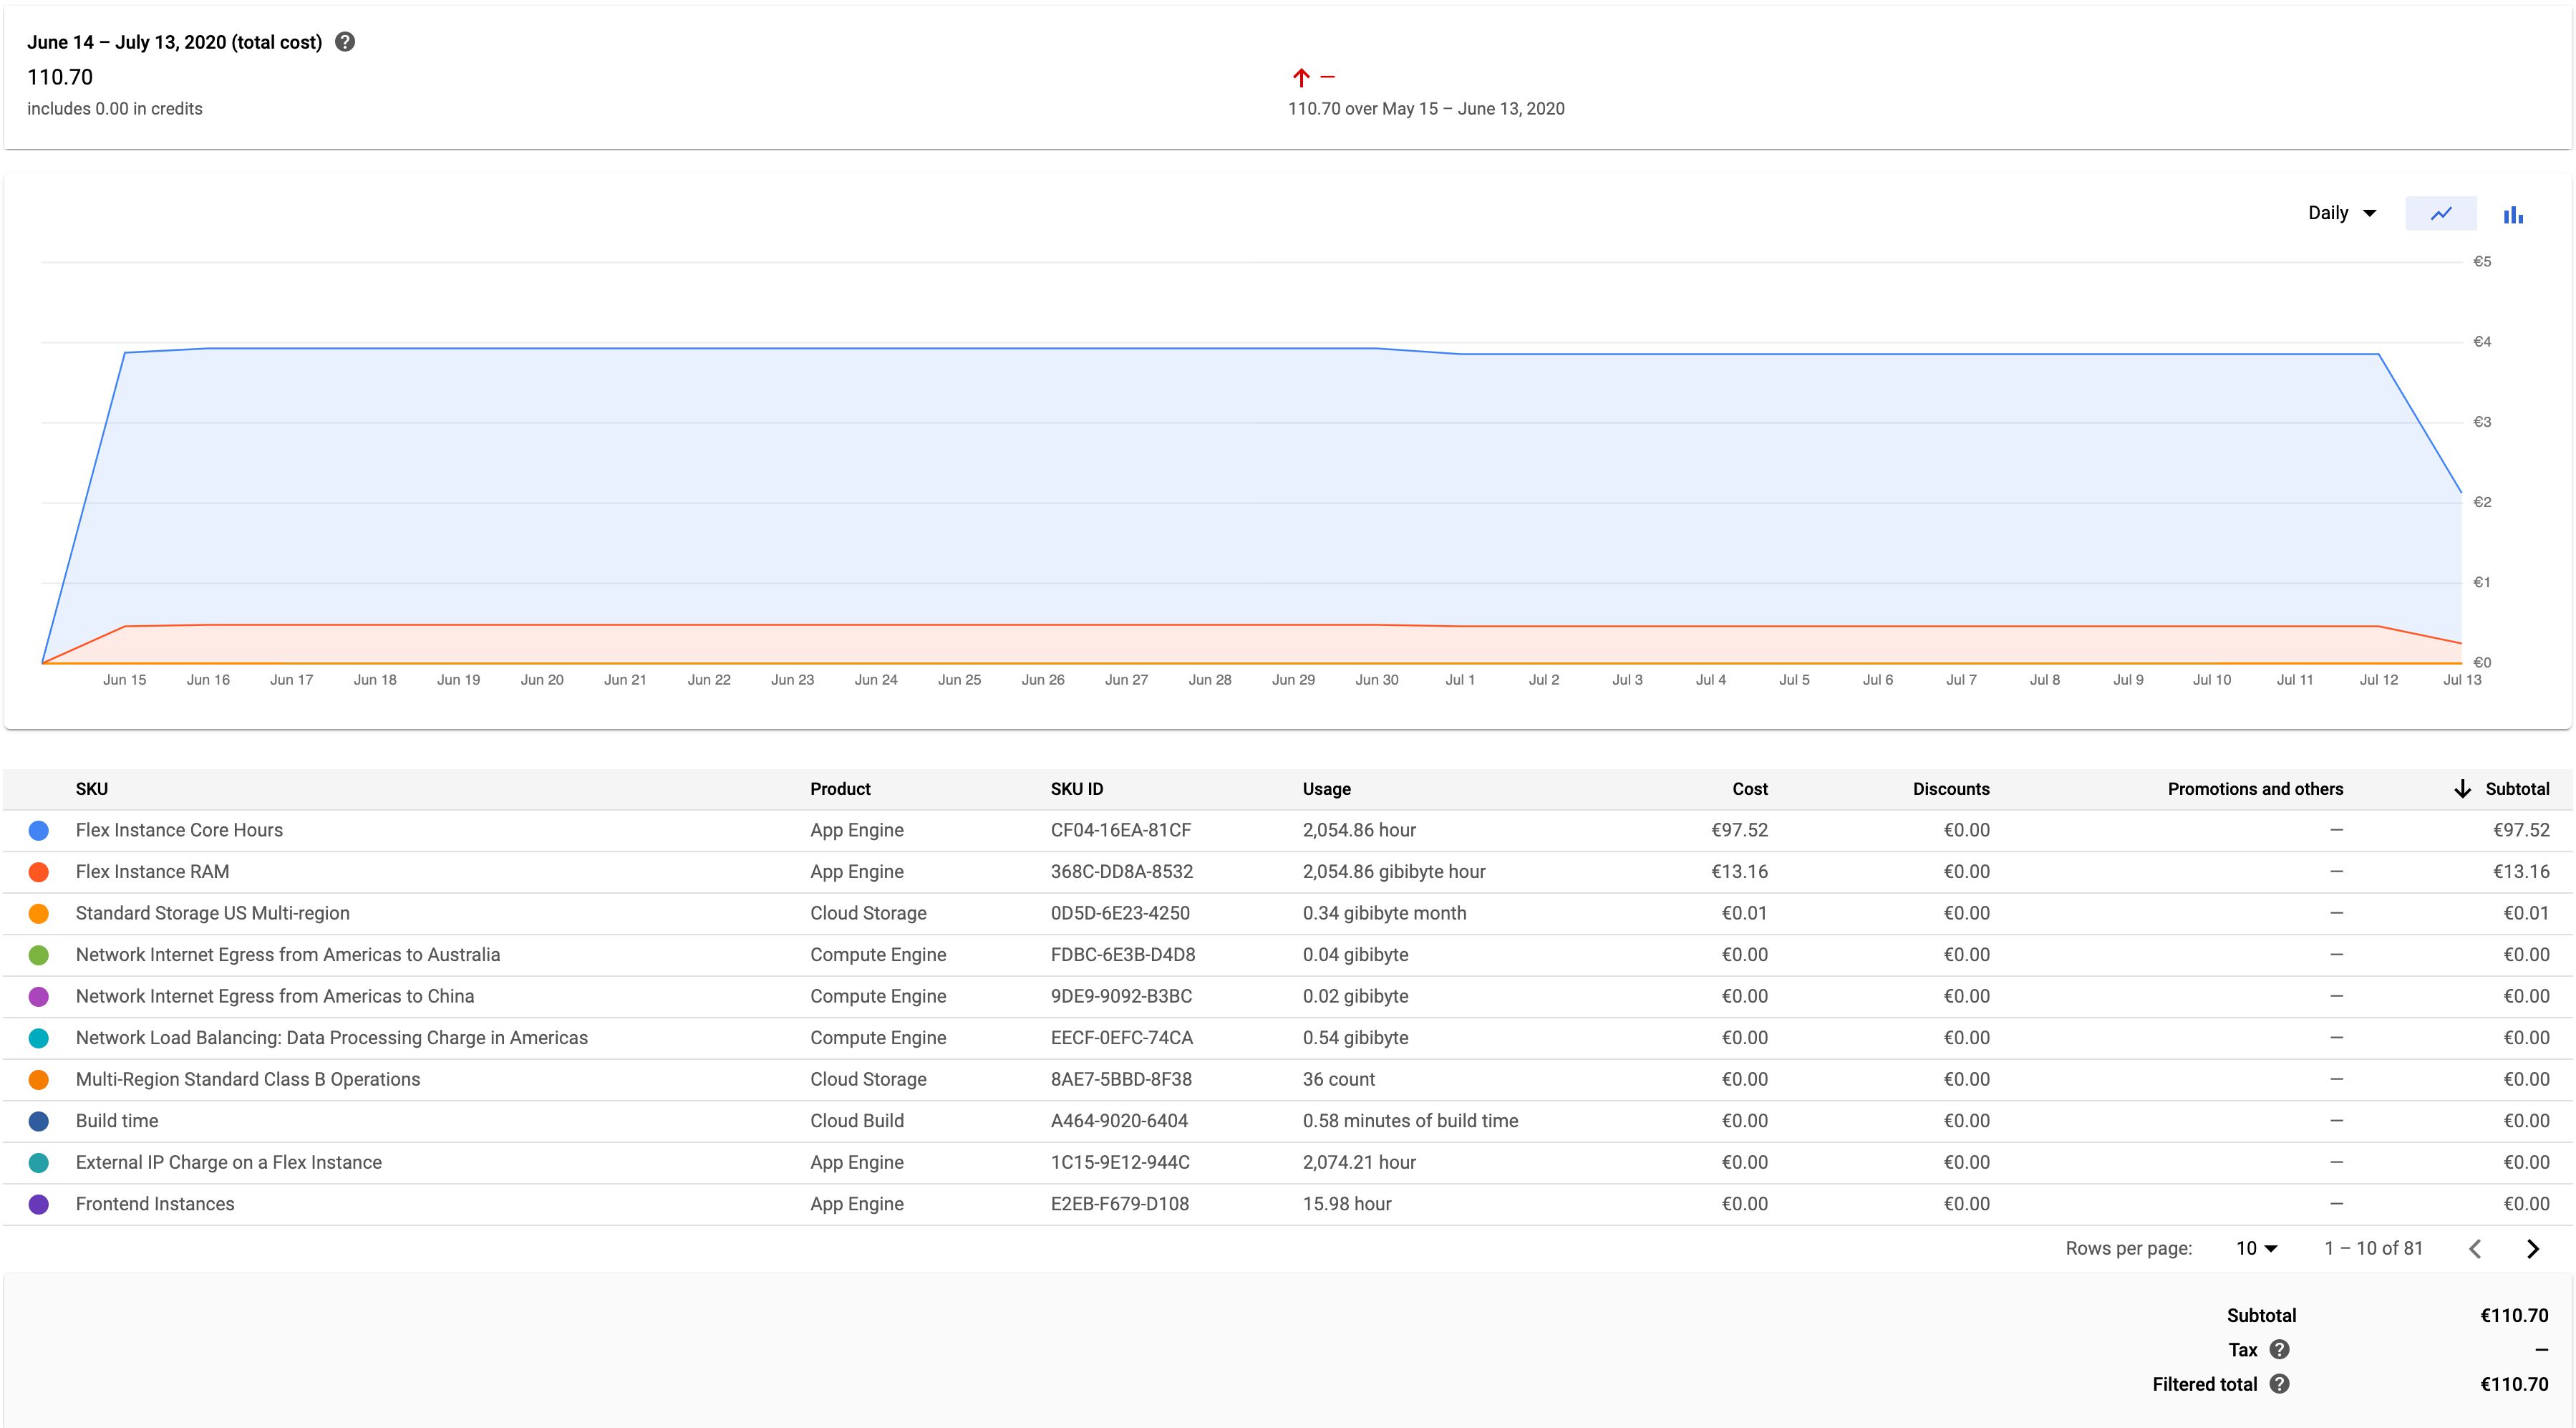 June 14 – July 13, 2020 (total cost) ?
110.70
includes 0.00 in credits
–
110.70 over May 15 – June 13, 2020
Daily
€5
€4
€3
€2
€1
€0
Jun 15 Jun 16 Jun 17 Jun 18 Jun 19 Jun 20 Jun 21 Jun 22 Jun 23 Jun 24 Jun 25 Jun 26 Jun 27 Jun 28 Jun 29 Jun 30 Jul 1 Jul 2 Jul 3 Jul 4 Jul 5 Jul 6 Jul 7 Jul 8 Jul 9 Jul 10 Jul 11 Jul 12 Jul 13
SKU Product SKU ID Usage Cost Discounts Promotions and others ↓ Subtotal
Flex Instance Core Hours App Engine CF04-16EA-81CF 2,054.86 hour €97.52 €0.00 — €97.52
Flex Instance RAM App Engine 368C-DD8A-8532 2,054.86 gibibyte hour €13.16 €0.00 — €13.16
Standard Storage US Multi-region Cloud Storage 0D5D-6E23-4250 0.34 gibibyte month €0.01 €0.00 — €0.01
Network Internet Egress from Americas to Australia Compute Engine FDBC-6E3B-D4D8 0.04 gibibyte €0.00 €0.00 — €0.00
Network Internet Egress from Americas to China Compute Engine 9DE9-9092-B3BC 0.02 gibibyte €0.00 €0.00 — €0.00
Network Load Balancing: Data Processing Charge in Americas Compute Engine EECF-0EFC-74CA 0.54 gibibyte €0.00 €0.00 — €0.00
Multi-Region Standard Class B Operations Cloud Storage 8AE7-5BBD-8F38 36 count €0.00 €0.00 — €0.00
Build time Cloud Build A464-9020-6404 0.58 minutes of build time €0.00 €0.00 — €0.00
External IP Charge on a Flex Instance App Engine 1C15-9E12-944C 2,074.21 hour €0.00 €0.00 — €0.00
Frontend Instances App Engine E2EB-F679-D108 15.98 hour €0.00 €0.00 — €0.00
Rows per page: 10 1 – 10 of 81
Subtotal €110.70
Tax ? —
Filtered total ? €110.70